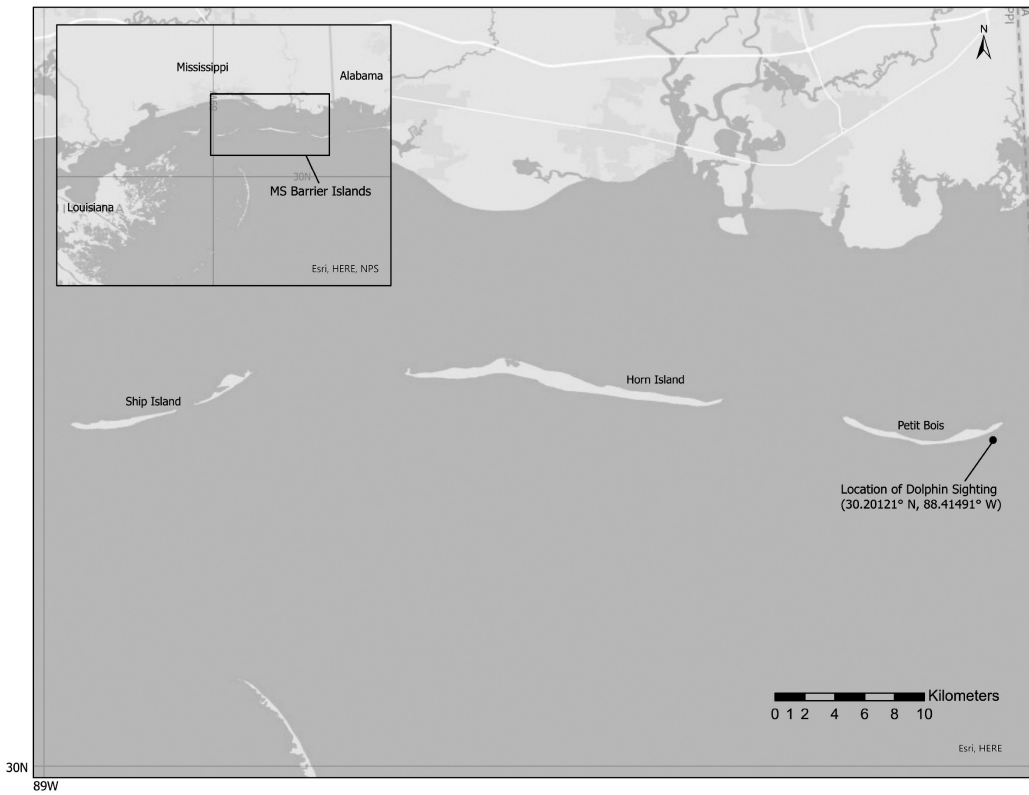 Mississippi
Alabama
30N
MS Barrier Islands
Louisiana
Esri, HERE, NPS
N
Ship Island
Horn Island
Petit Bois
Location of Dolphin Sighting
(30.20121° N, 88.41491° W)
Kilometers
0 1 2 4 6 8 10
Esri, HERE
30N
89W